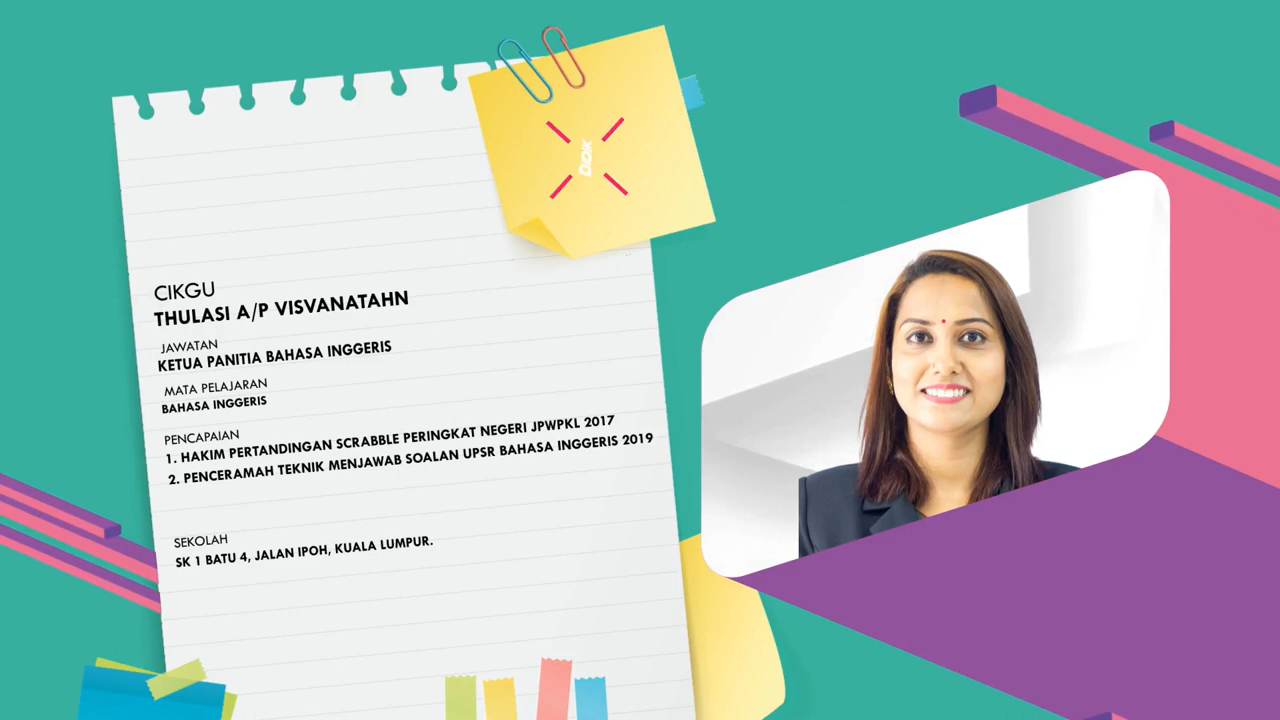 DidiK
CIKGU
THULASI A/P VISVANATAHN
JAWATAN
KETUA PANITIA BAHASA INGGERIS
MATA PELAJARAN
BAHASA INGGERIS
PENCAPAIAN
1. HAKIM PERTANDINGAN SCRABBLE PERINGKAT NEGERI JPWPKL 2017
2. PENCERAMAH TEKNIK MENJAWAB SOALAN UPSR BAHASA INGGERIS 2019
SEKOLAH
SK 1 BATU 4, JALAN IPOH, KUALA LUMPUR.